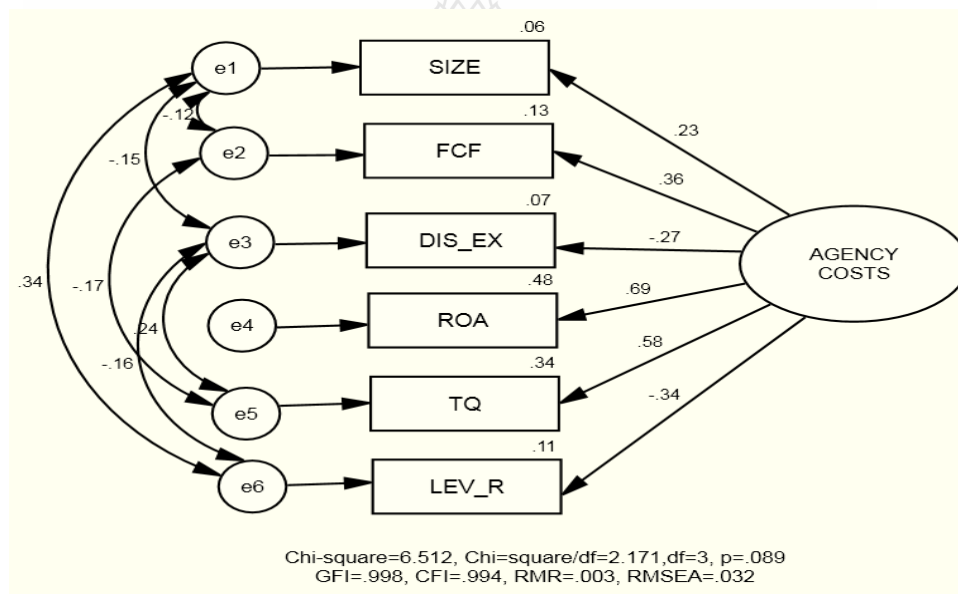 .06
e1
SIZE
-.12
.23
.13
e2
FCF
-.15
.36
.07
e3
DIS_EX
-.27
AGENCY
COSTS
.48
.34
-.17
.69
e4
ROA
.24
.58
-.16
.34
e5
TQ
-.34
.11
e6
LEV_R
Chi-square=6.512, Chi=square/df=2.171,df=3, p=.089
GFI=.998, CFI=.994, RMR=.003, RMSEA=.032